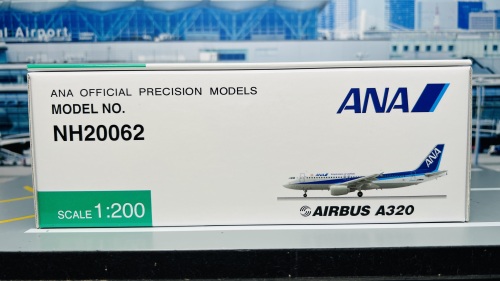 al Airport
ANA OFFICIAL PRECISION MODELS
MODEL NO.
NH20062
ANA
ANA
SCALE 1:200
AIRBUS A320